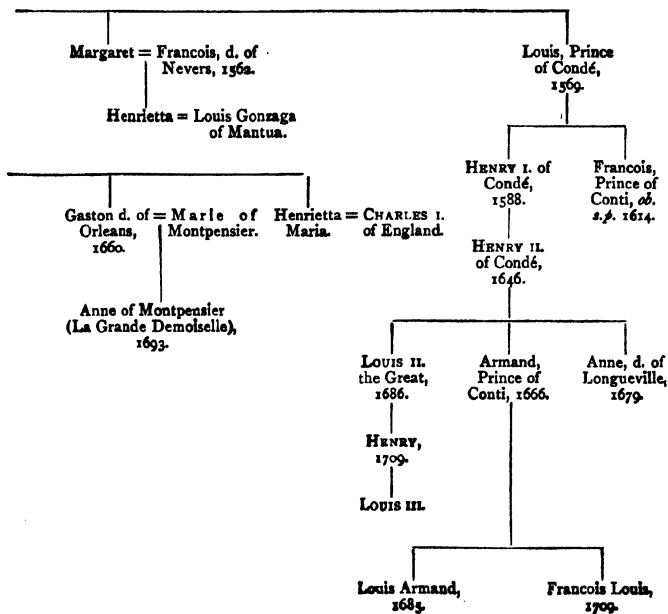 Margaret = Francois, d. of
Nevers, 1562.
Louis, Prince
of Condé,
1569.
Henrietta = Louis Gonzaga
of Mantua.
HENRY I. of
Condé,
1588.
Francois,
Prince of
Conti, ob.
s.p. 1614.
Gaston d. of = Marie of
Orleans, Montpensier.
1660.
Henrietta = CHARLES I.
Maria. of England.
HENRY II.
of Condé,
1646.
Anne of Montpensier
(La Grande Demoiselle),
1693.
LOUIS II.
the Great,
1686.
Armand,
Prince of
Conti, 1666.
Anne, d. of
Longueville,
1679.
HENRY,
1709.
LOUIS III.
Louis Armand,
1685.
Francois Louis,
1709.